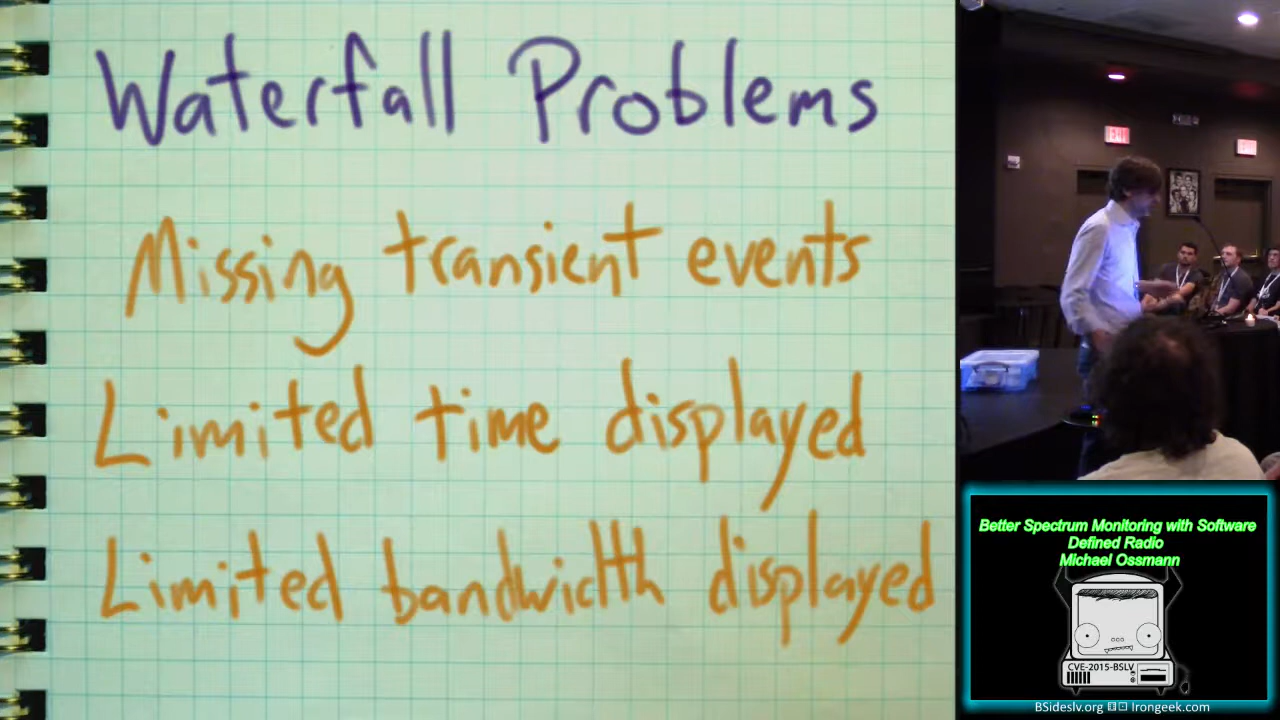 Waterfall Problems
Missing transient events
Limited time displayed
Limited bandwidth displayed
Better Spectrum Monitoring with Software
Defined Radio
Michael Ossmann
CVE-2015-BSLV
BSideslv.org Irongeek.com